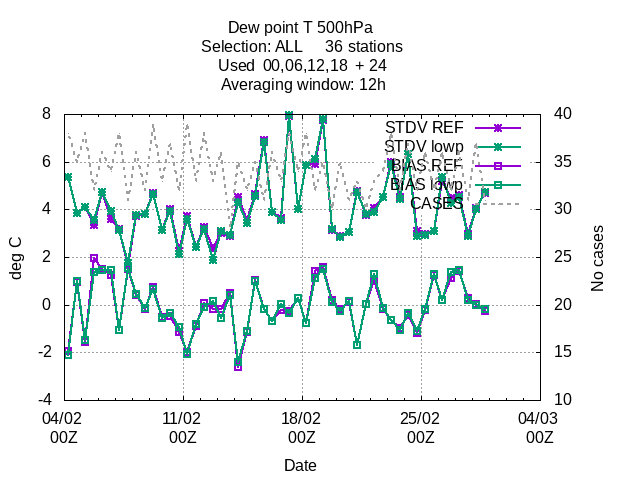 Dew point T 500hPa
Selection: ALL 36 stations
Used 00,06,12,18 + 24
Averaging window: 12h
8 40
STDV REF
STDV lowp
6 35
BIAS REF
BIAS lowp
CASES
4 30
2 25
deg C
No cases
0 20
-2 15
-4 10
04/02 11/02 18/02 25/02 04/03
00Z 00Z 00Z 00Z 00Z
Date